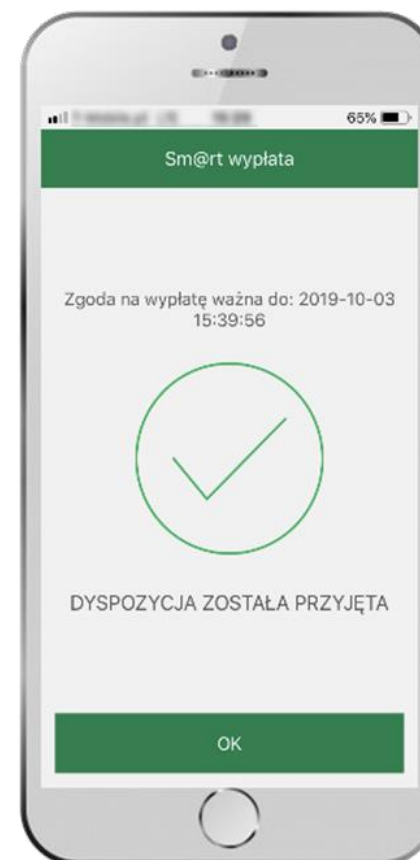 65%
Sm@rt wypłata
Zgoda na wypłatę ważna do: 2019-10-03
15:39:56
DYSPOZYCJA ZOSTAŁA PRZYJĘTA
OK